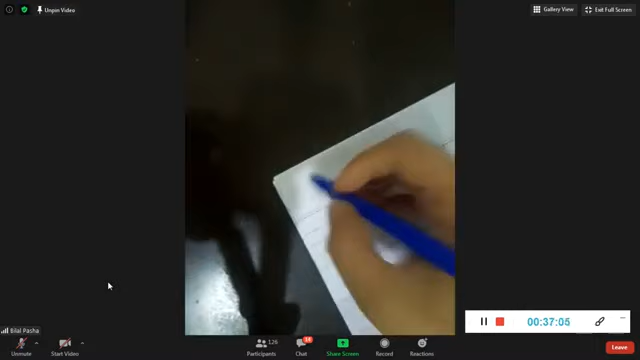 Unpin Video
Gallery View
Exit Full Screen
Bilal Pasha
00:37:05
Unmute
Start Video
Participants
126
Chat
Share Screen
Record
Reactions
Leave